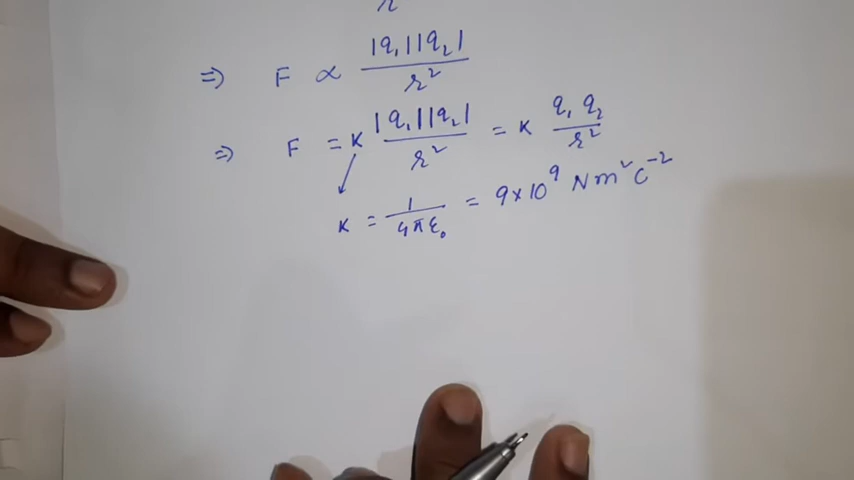 r
⇒ F ∝ |q₁||q₂| / r²
⇒ F = K |q₁||q₂| / r² = K q₁ q₂ / r²
K = 1 / 4πε₀ = 9×10⁹ Nm²C⁻²